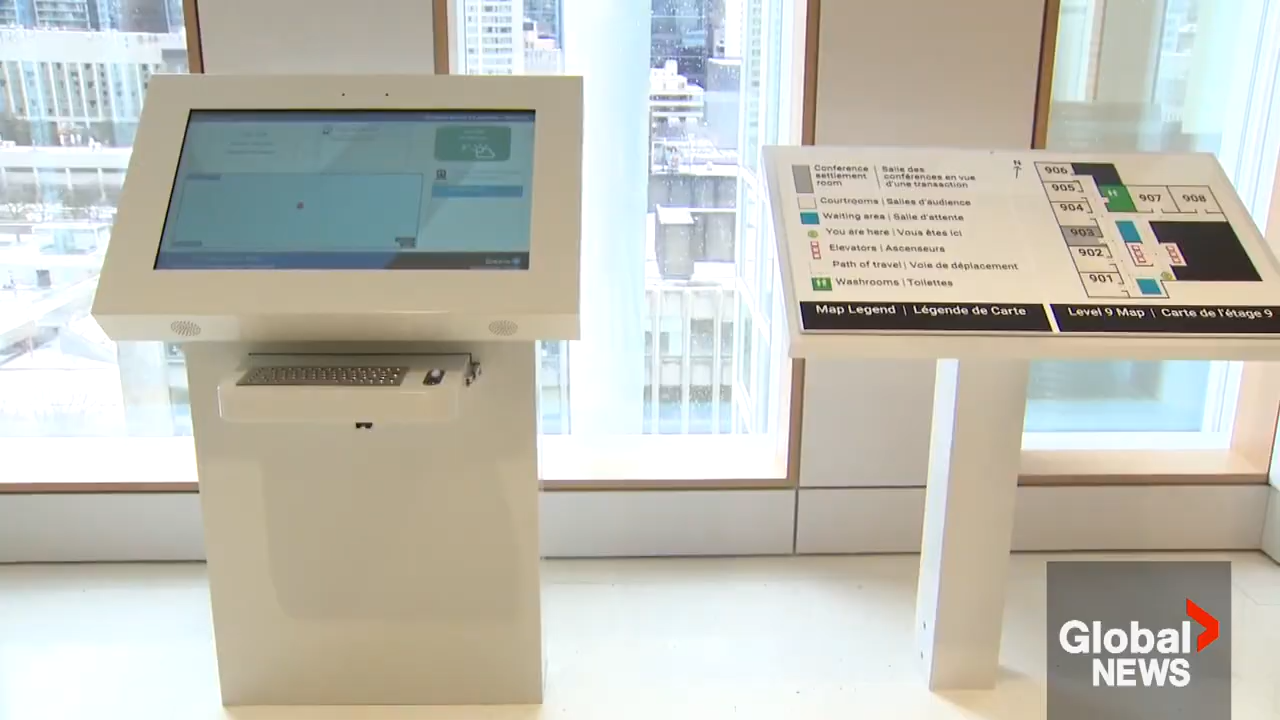 Conference | Salle des
settlement | conférences en vue
room | d'une transaction
Courtrooms | Salles d'audience
Waiting area | Salle d'attente
You are here | Vous êtes ici
Elevators | Ascenseurs
Path of travel | Voie de déplacement
Washrooms | Toilettes
Map Legend | Légende de Carte
N
906
905
904
903
902
901
907
908
Level 9 Map | Carte de l'étage 9
Global
NEWS